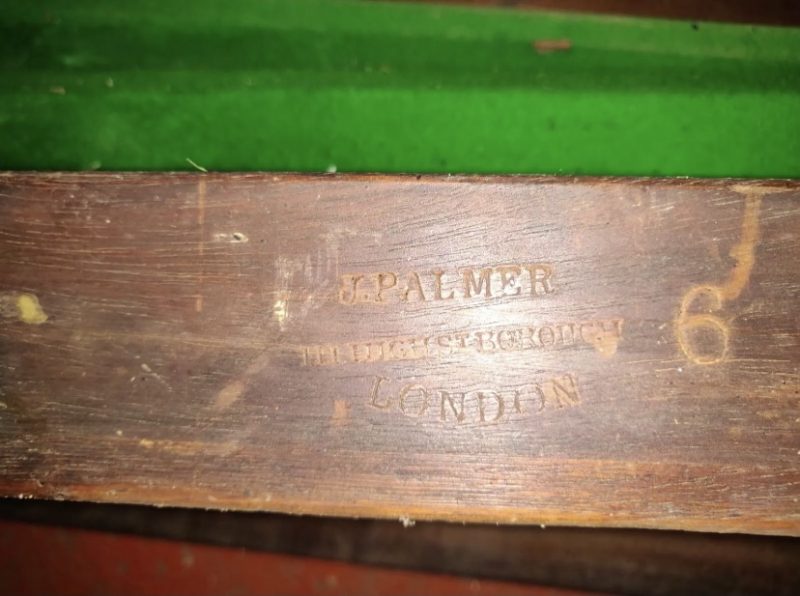 J. PALMER
HIGH ST. BOROUGH
LONDON
6